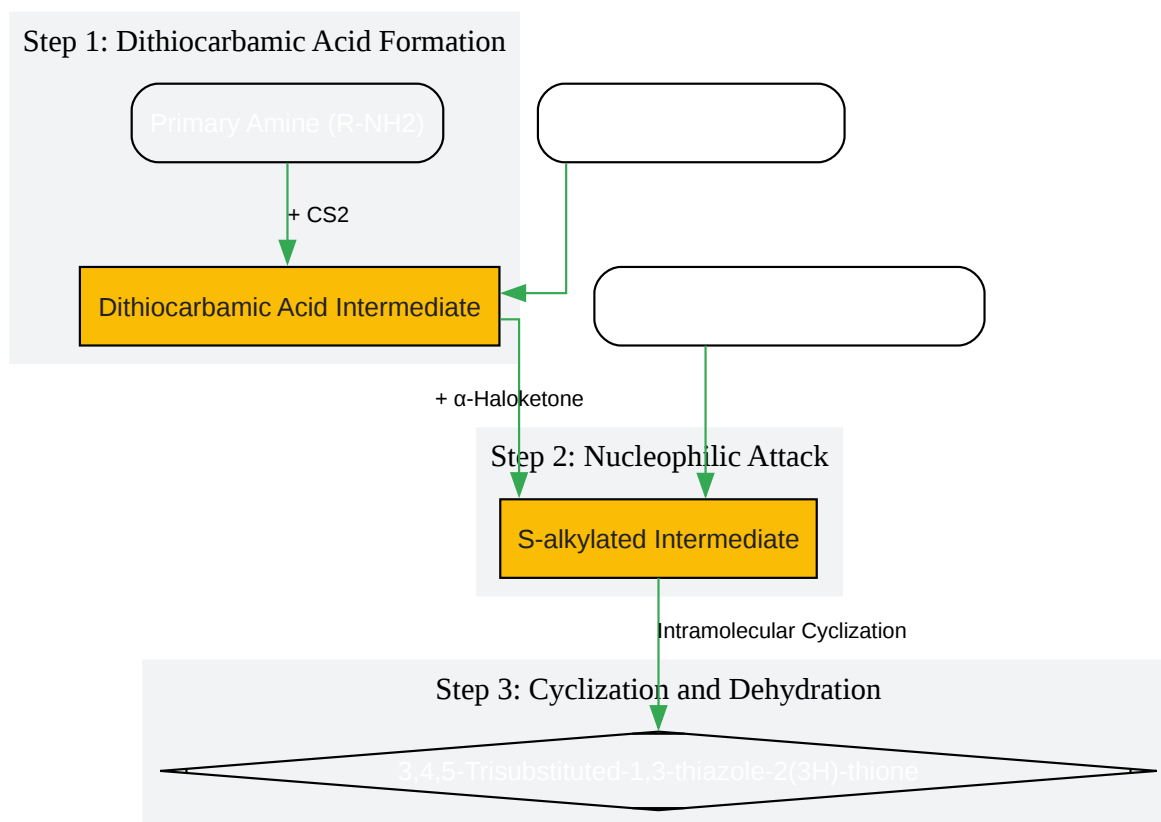 Step 1: Dithiocarbamic Acid Formation
Primary Amine (R-NH2)
+ CS2
Dithiocarbamic Acid Intermediate
+ α-Haloketone
Step 2: Nucleophilic Attack
S-alkylated Intermediate
Intramolecular Cyclization
Step 3: Cyclization and Dehydration
3,4,5-Trisubstituted-1,3-thiazole-2(3H)-thione